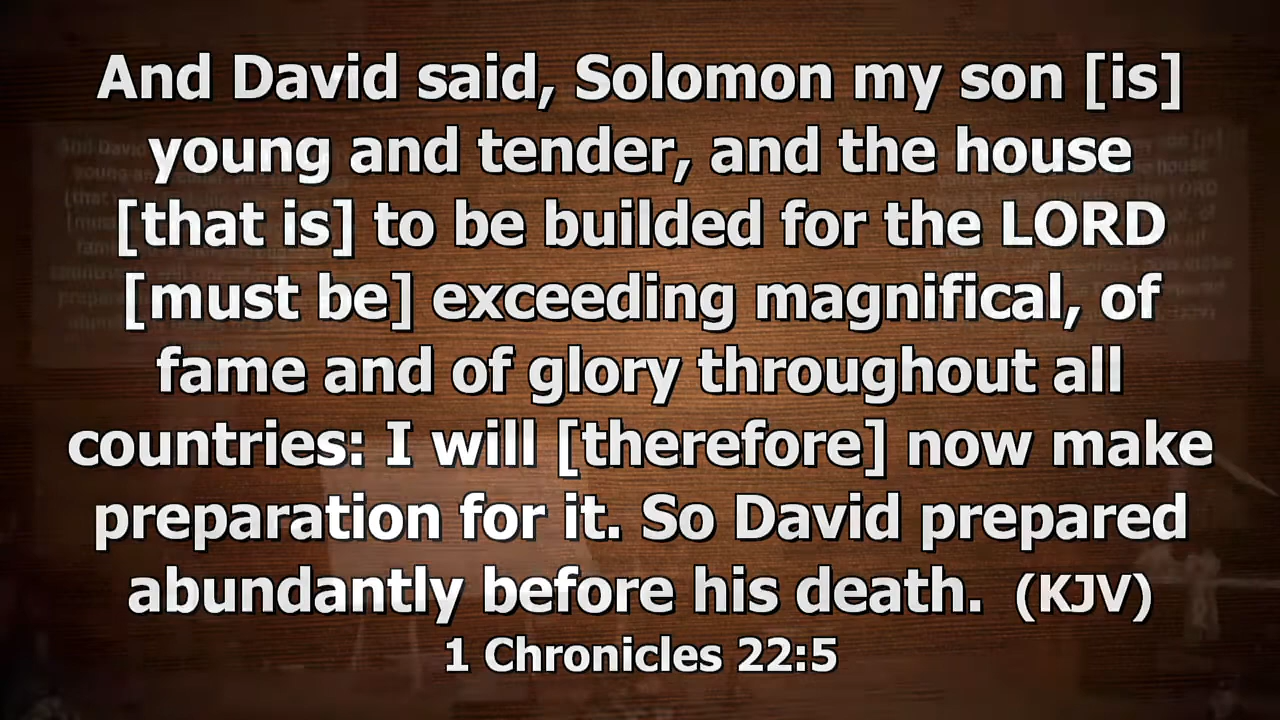 And David said, Solomon my son [is]
young and tender, and the house
[that is] to be builded for the LORD
[must be] exceeding magnifical, of
fame and of glory throughout all
countries: I will [therefore] now make
preparation for it. So David prepared
abundantly before his death.  (KJV)
1 Chronicles 22:5